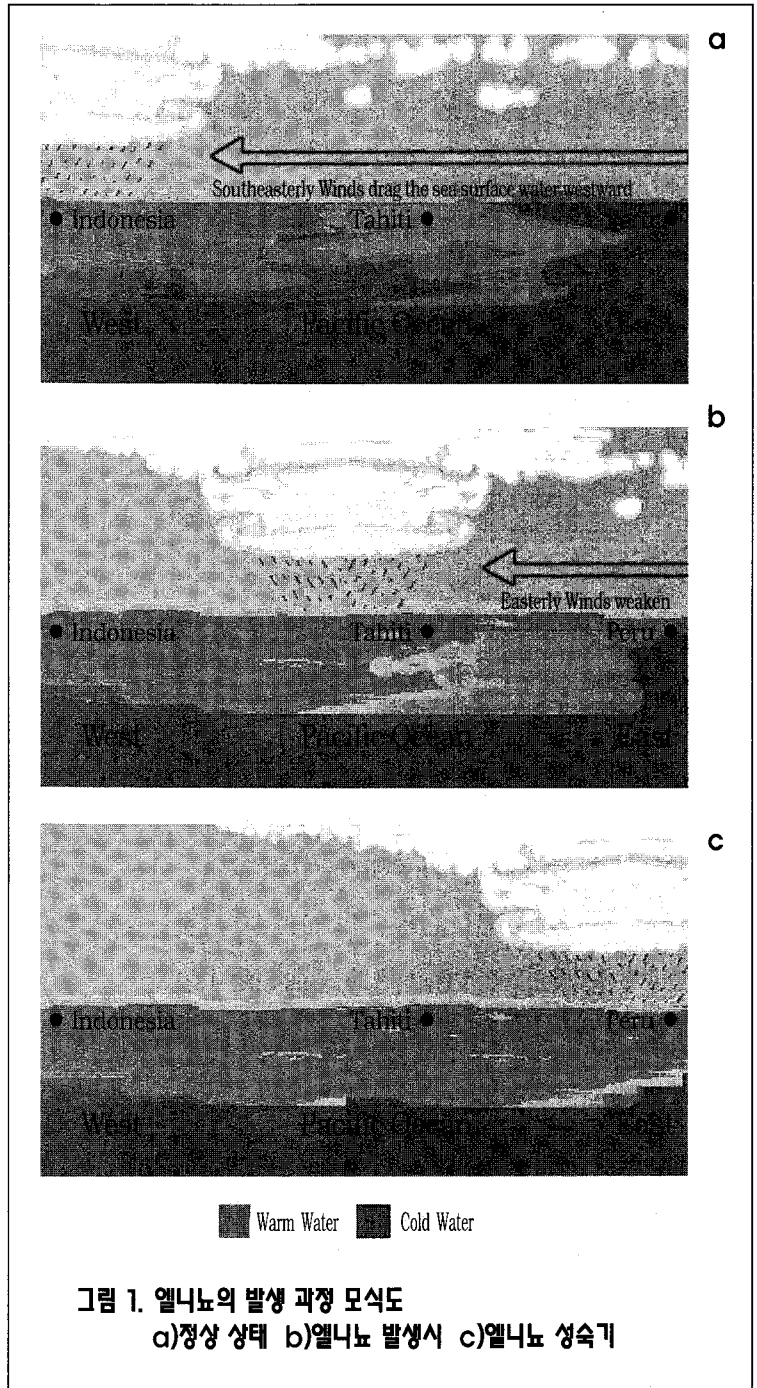 a
Southeasterly Winds drag the sea surface water westward
Indonesia Tahiti Peru
West Pacific Ocean East
b
Easterly Winds weaken
Indonesia Tahiti Peru
West Pacific Ocean East
c
Indonesia Tahiti Peru
West Pacific Ocean East
Warm Water Cold Water
그림 1. 엘니뇨의 발생 과정 모식도
a)정상 상태 b)엘니뇨 발생시 c)엘니뇨 성숙기